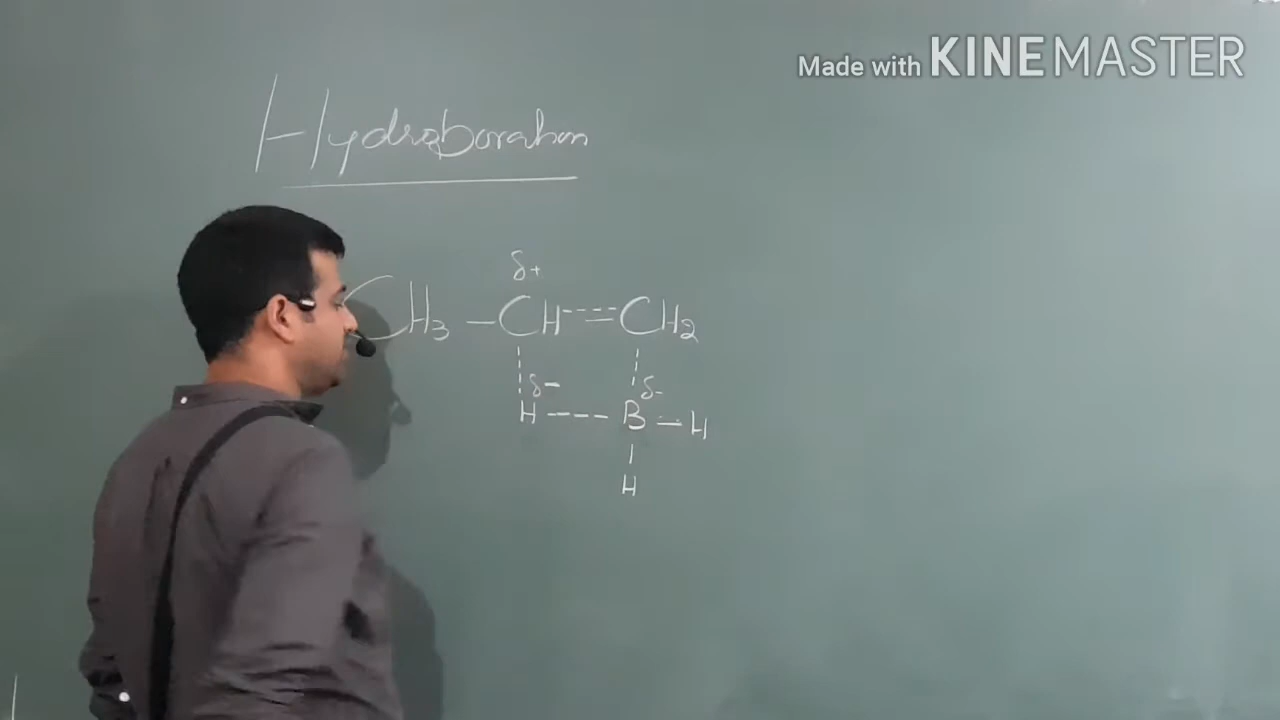 Made with KINEMASTER
Hydroboration
δ+
CH3 – CH = CH2
δ– δ–
H --- B – H
H